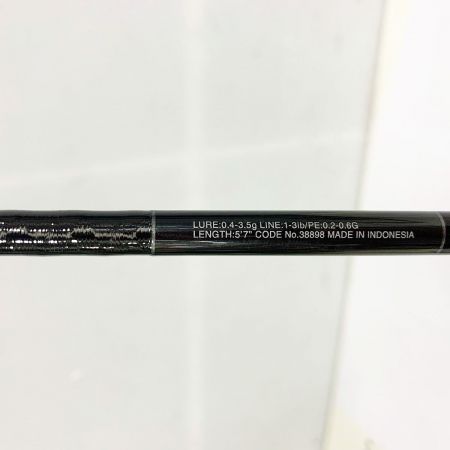 LURE:0.4-3.5g LINE:1-3lb/PE:0.2-0.6G
LENGTH:5'7" CODE No.38898 MADE IN INDONESIA